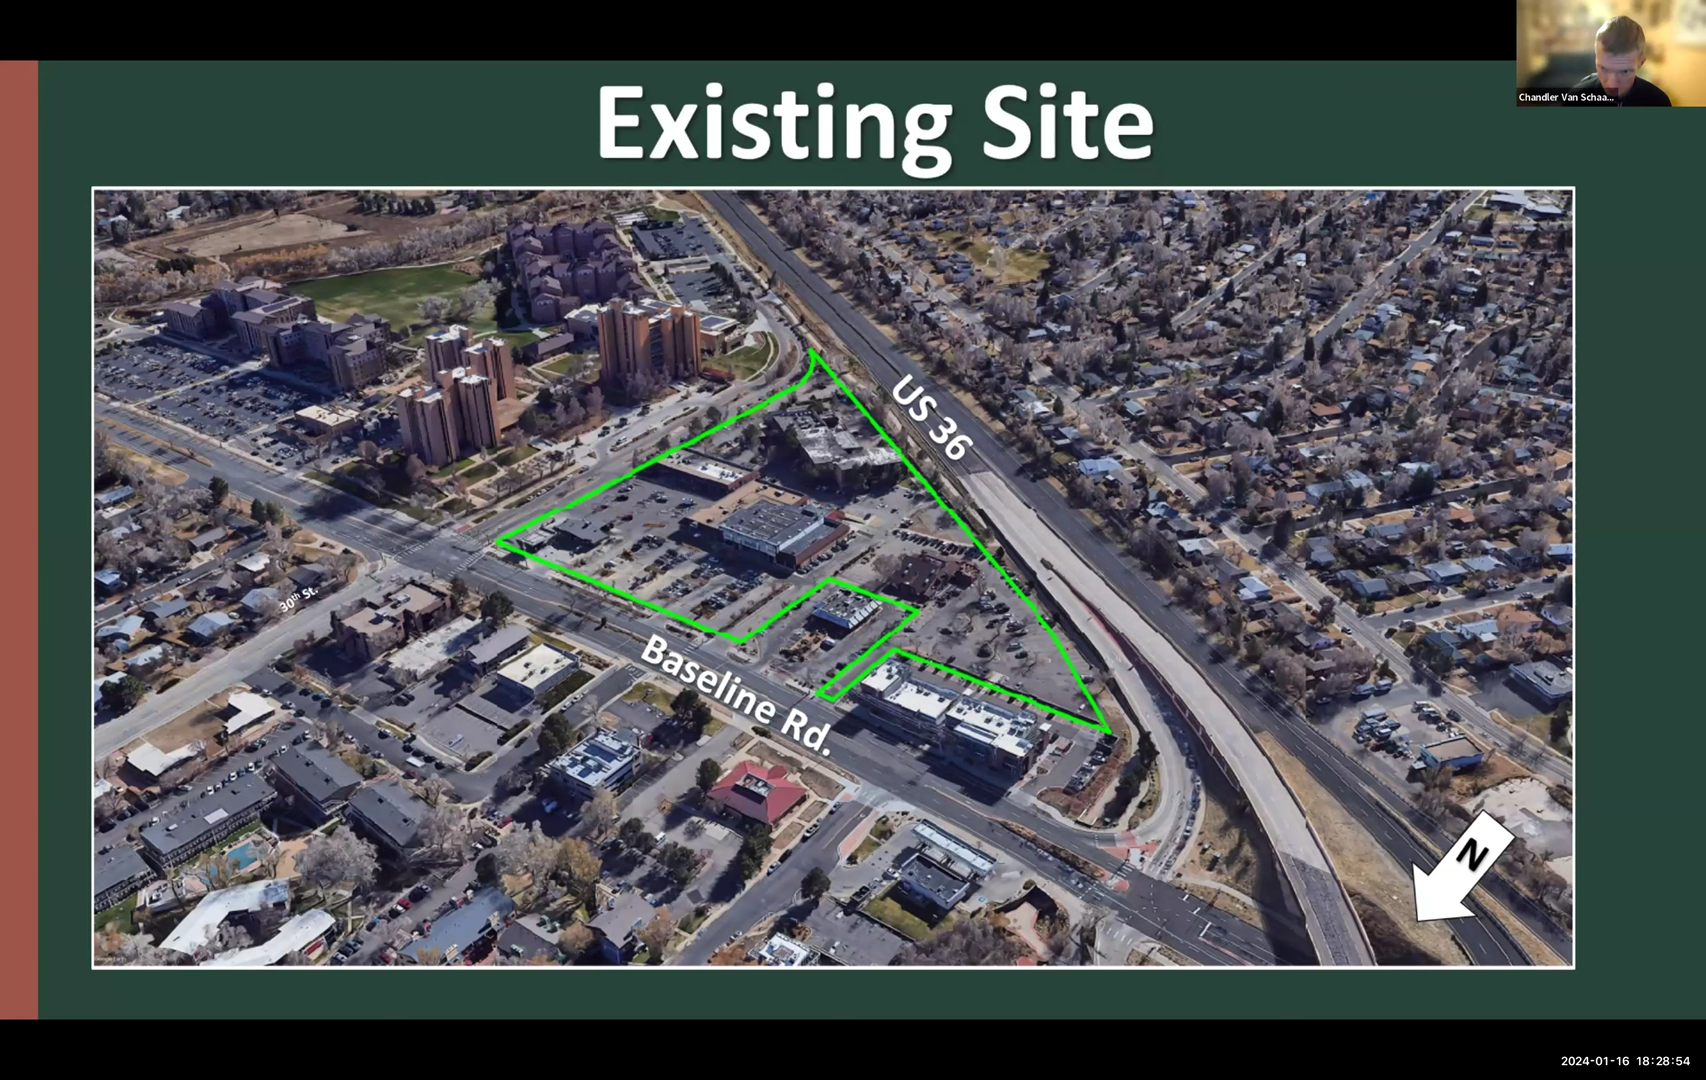 Existing Site
Chandler Van Schaa...
US 36
30th St.
Baseline Rd.
N
2024-01-16 18:28:54